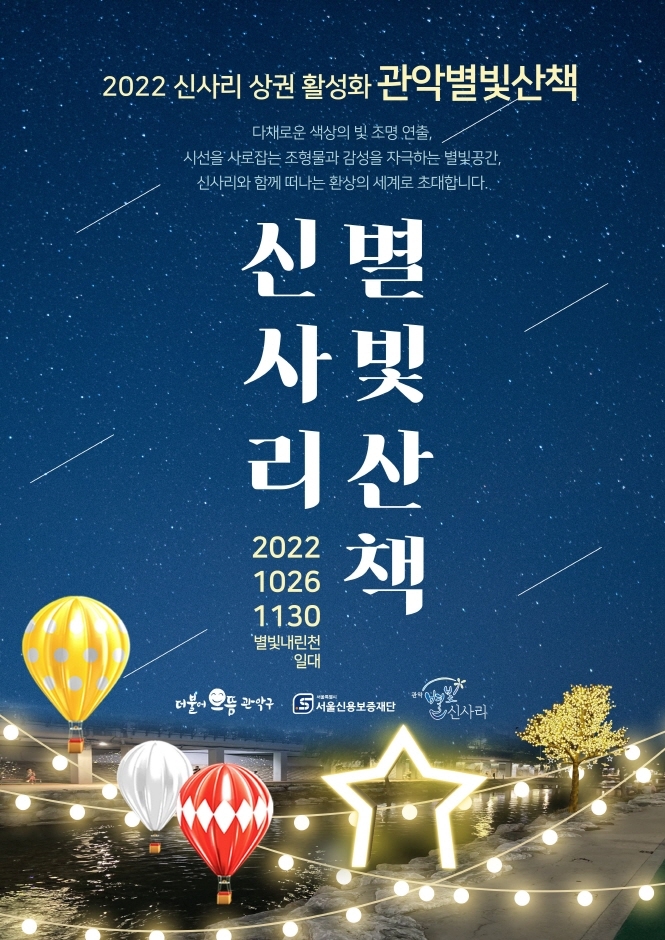 2022 신사리 상권 활성화 관악별빛산책
다채로운 색상의 빛 조명 연출,
시선을 사로잡는 조형물과 감성을 자극하는 별빛공간,
신사리와 함께 떠나는 환상의 세계로 초대합니다.
신사리
별빛산책
2022
1026
1130
별빛내린천
일대
더불어 으뜸 관악구
서울특별시
서울신용보증재단
관악
별빛
신사리